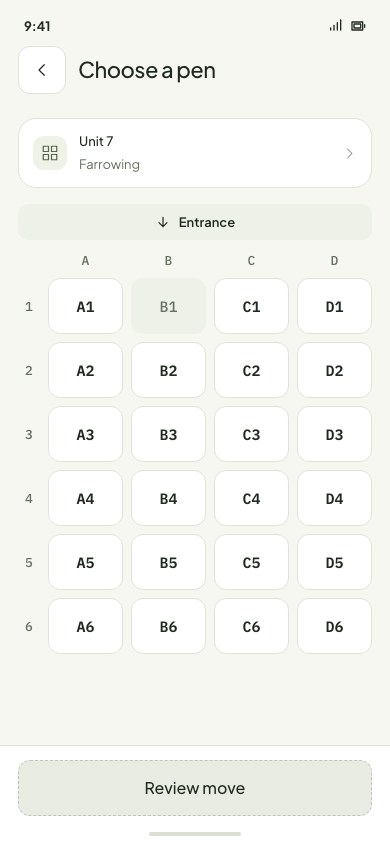 9:41
Choose a pen
Unit 7
Farrowing
Entrance
A B C D
1 A1 B1 C1 D1
2 A2 B2 C2 D2
3 A3 B3 C3 D3
4 A4 B4 C4 D4
5 A5 B5 C5 D5
6 A6 B6 C6 D6
Review move